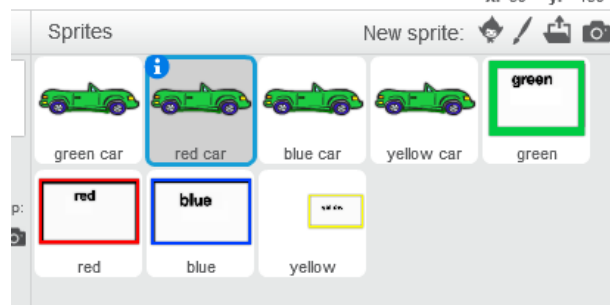 Sprites
New sprite:
green
green car
red car
blue car
yellow car
green
red
blue
red
blue
yellow
p: